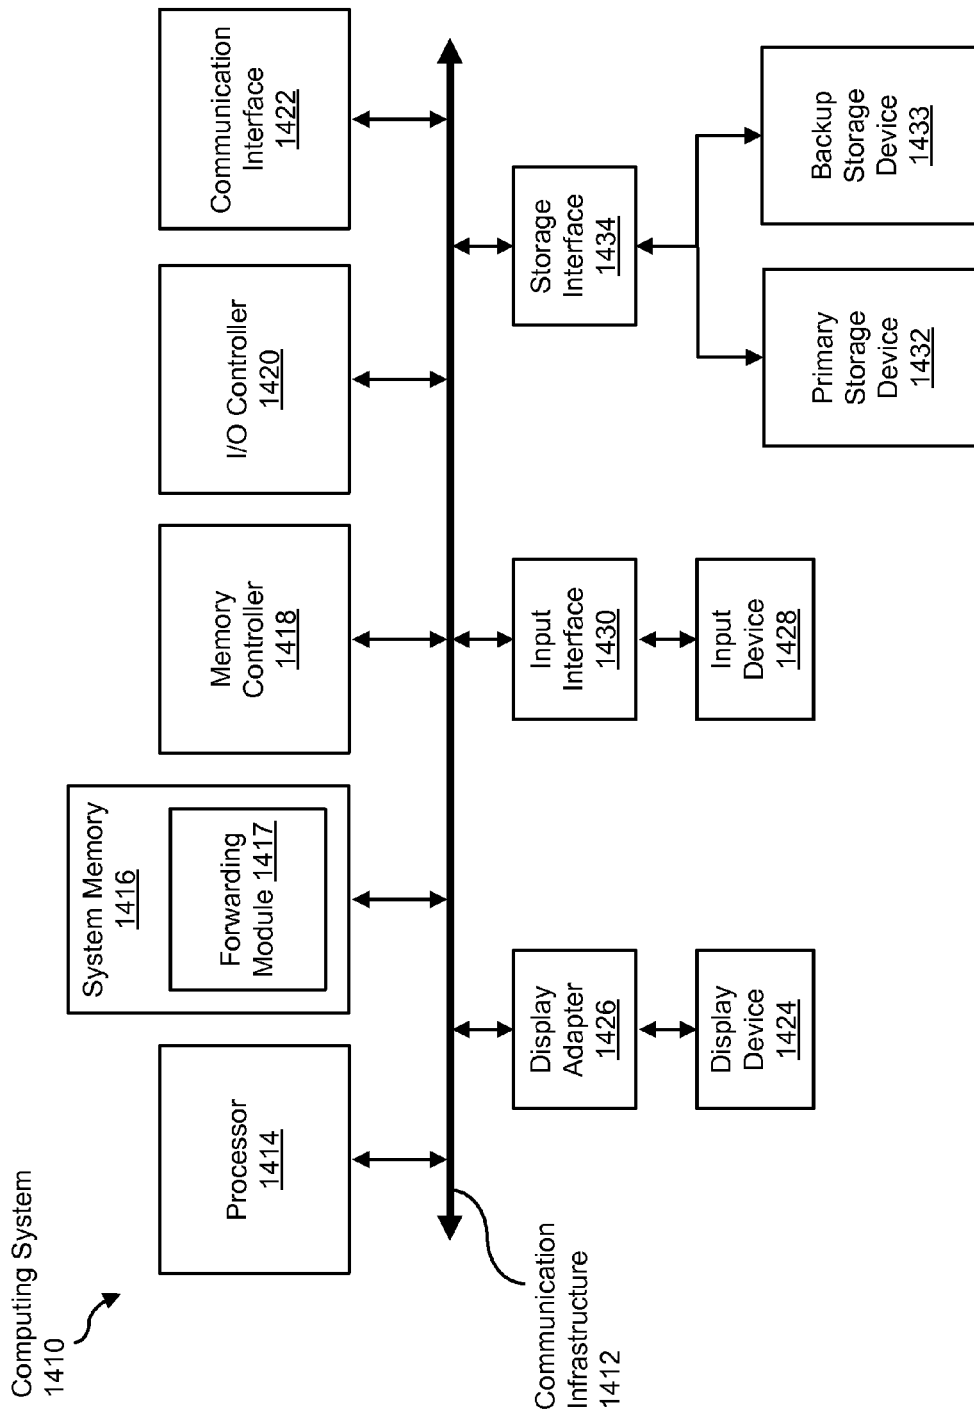 Computing System
1410
Processor
1414
System Memory
1416
Forwarding
Module 1417
Memory
Controller
1418
I/O Controller
1420
Communication
Interface
1422
Communication
Infrastructure
1412
Display
Adapter
1426
Input
Interface
1430
Storage
Interface
1434
Display
Device
1424
Input
Device
1428
Primary
Storage
Device
1432
Backup
Storage
Device
1433